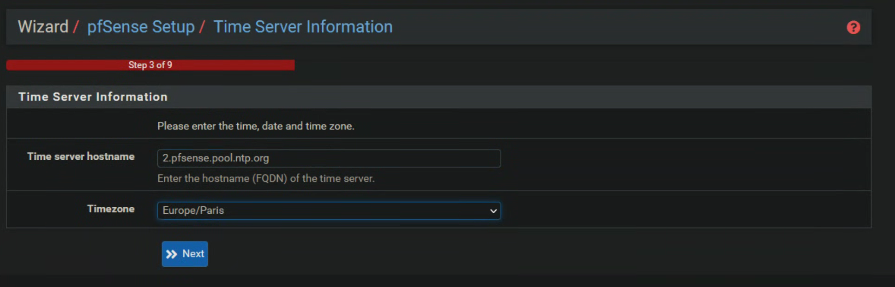 Wizard / pfSense Setup / Time Server Information
?
Step 3 of 9
Time Server Information
Please enter the time, date and time zone.
Time server hostname
2.pfsense.pool.ntp.org
Enter the hostname (FQDN) of the time server.
Timezone
Europe/Paris
Next